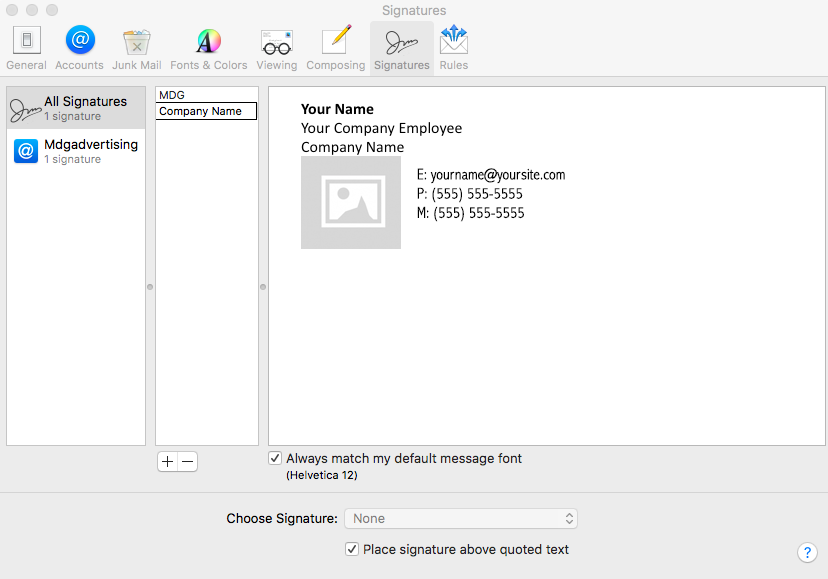 Signatures
General Accounts Junk Mail Fonts & Colors Viewing Composing Signatures Rules
All Signatures
1 signature
Mdgadvertising
1 signature
MDG
Company Name
Your Name
Your Company Employee
Company Name
E: yourname@yoursite.com
P: (555) 555-5555
M: (555) 555-5555
+ −
Always match my default message font
(Helvetica 12)
Choose Signature: None
Place signature above quoted text
?